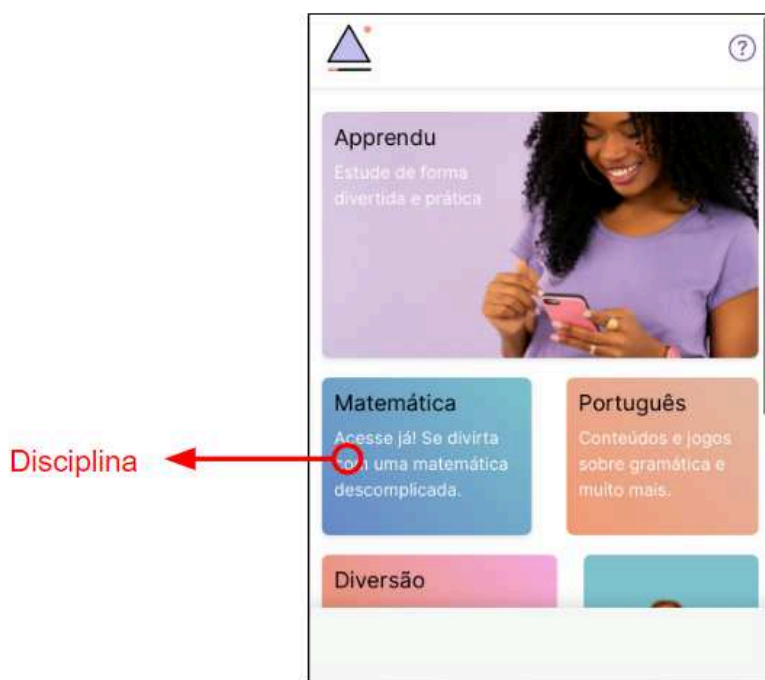 ?
Apprendu
Estude de forma
divertida e prática
Matemática
Acesse já! Se divirta
com uma matemática
descomplicada.
Português
Conteúdos e jogos
sobre gramática e
muito mais.
Disciplina
Diversão